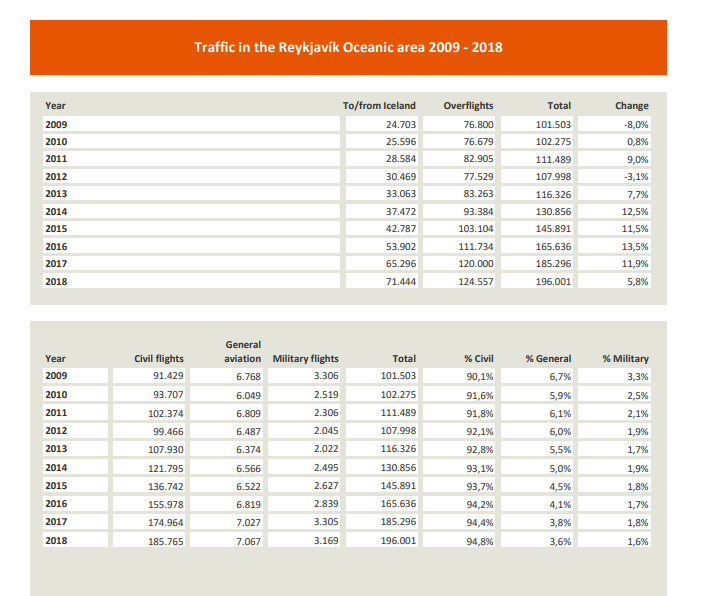 Traffic in the Reykjavík Oceanic area 2009 - 2018
Year To/from Iceland Overflights Total Change
2009 24.703 76.800 101.503 -8,0%
2010 25.596 76.679 102.275 0,8%
2011 28.584 82.905 111.489 9,0%
2012 30.469 77.529 107.998 -3,1%
2013 33.063 83.263 116.326 7,7%
2014 37.472 93.384 130.856 12,5%
2015 42.787 103.104 145.891 11,5%
2016 53.902 111.734 165.636 13,5%
2017 65.296 120.000 185.296 11,9%
2018 71.444 124.557 196.001 5,8%
General
Year Civil flights aviation Military flights Total % Civil % General % Military
2009 91.429 6.768 3.306 101.503 90,1% 6,7% 3,3%
2010 93.707 6.049 2.519 102.275 91,6% 5,9% 2,5%
2011 102.374 6.809 2.306 111.489 91,8% 6,1% 2,1%
2012 99.466 6.487 2.045 107.998 92,1% 6,0% 1,9%
2013 107.930 6.374 2.022 116.326 92,8% 5,5% 1,7%
2014 121.795 6.566 2.495 130.856 93,1% 5,0% 1,9%
2015 136.742 6.522 2.627 145.891 93,7% 4,5% 1,8%
2016 155.978 6.819 2.839 165.636 94,2% 4,1% 1,7%
2017 174.964 7.027 3.305 185.296 94,4% 3,8% 1,8%
2018 185.765 7.067 3.169 196.001 94,8% 3,6% 1,6%